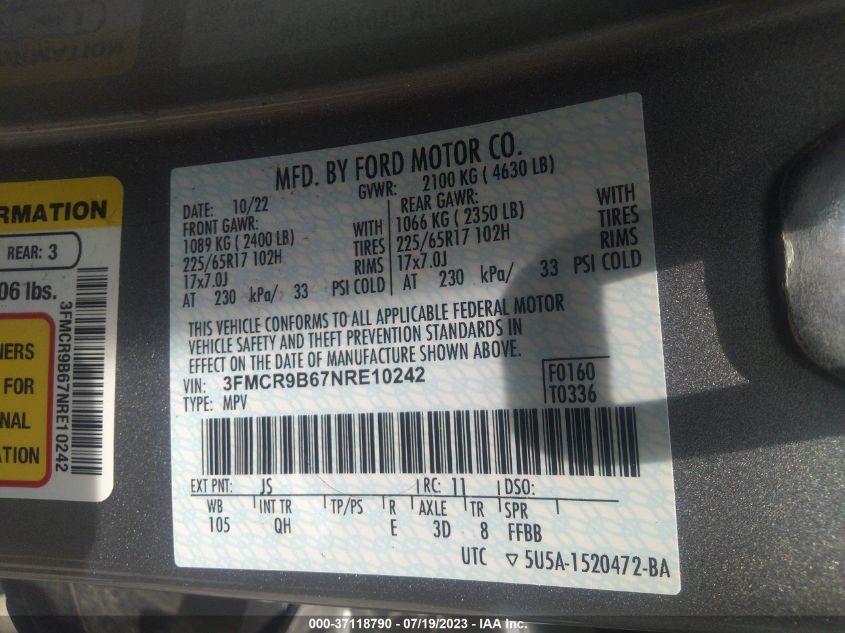 RMATION
REAR: 3
06 lbs.
NERS
FOR
NAL
ATION
3FMCR9B67NRE10242
MFD. BY FORD MOTOR CO.
DATE: 10/22 GVWR: 2100 KG ( 4630 LB)
FRONT GAWR: WITH REAR GAWR: WITH
1089 KG ( 2400 LB) TIRES 1066 KG ( 2350 LB) TIRES
225/65R17 102H RIMS 225/65R17 102H RIMS
17x7.0J 17x7.0J
AT 230 kPa/ 33 PSI COLD AT 230 kPa/ 33 PSI COLD
THIS VEHICLE CONFORMS TO ALL APPLICABLE FEDERAL MOTOR
VEHICLE SAFETY AND THEFT PREVENTION STANDARDS IN
EFFECT ON THE DATE OF MANUFACTURE SHOWN ABOVE.
VIN: 3FMCR9B67NRE10242 F0160
TYPE: MPV T0336
EXT PNT: JS RC: 11 DSO:
WB INT TR TP/PS R AXLE TR SPR
105 QH E 3D 8 FFBB
UTC ▽ 5U5A-1520472-BA
000-37118790 - 07/19/2023 - IAA Inc.